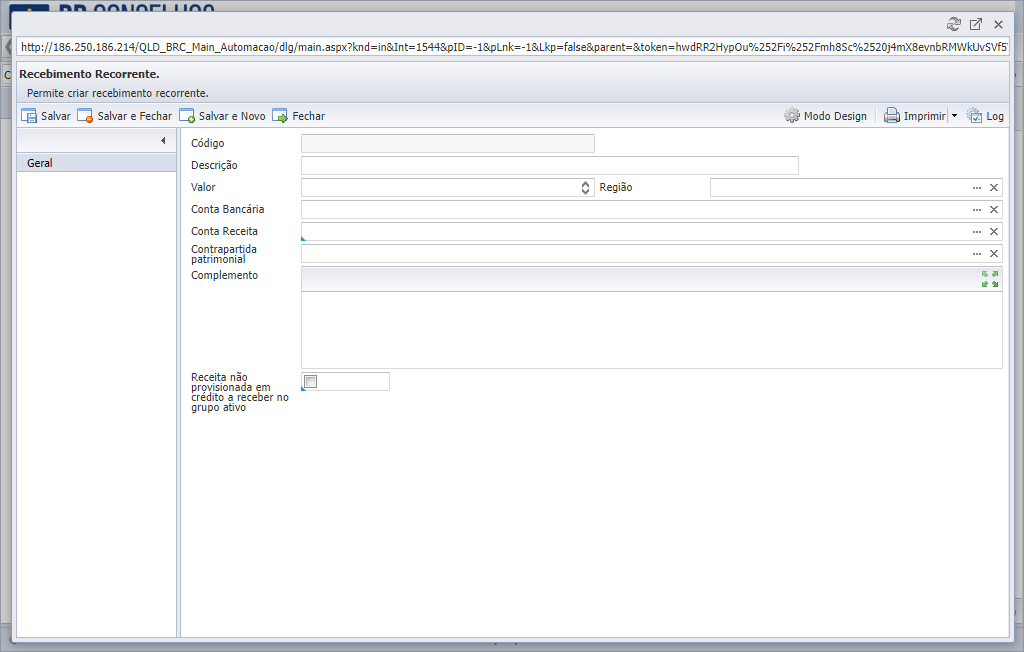 BR CONSELHOS
http://186.250.186.214/QLD_BRC_Main_Automacao/dlg/main.aspx?knd=in&Int=1544&pID=-1&pLnk=-1&Lkp=false&parent=&token=hwdRR2HypOu%252Fi%252Fmh8Sc%2520j4mX8evnbRMWkUvSVf5
Recebimento Recorrente.
Permite criar recebimento recorrente.
Salvar Salvar e Fechar Salvar e Novo Fechar Modo Design Imprimir Log
Geral
Código
Descrição
Valor Região
Conta Bancária
Conta Receita
Contrapartida
patrimonial
Complemento
Receita não
provisionada em
crédito a receber no
grupo ativo